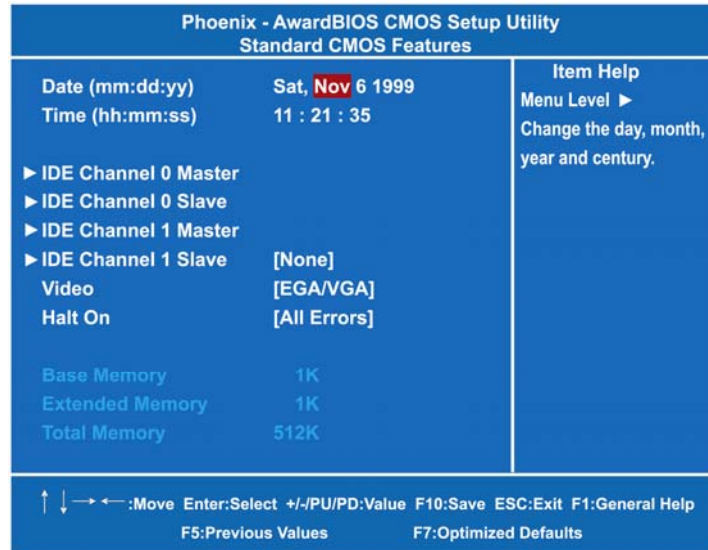 Phoenix - AwardBIOS CMOS Setup Utility
Standard CMOS Features
Date (mm:dd:yy) Sat, Nov 6 1999
Time (hh:mm:ss) 11 : 21 : 35
►IDE Channel 0 Master
►IDE Channel 0 Slave
►IDE Channel 1 Master
►IDE Channel 1 Slave [None]
Video [EGA/VGA]
Halt On [All Errors]
Base Memory 1K
Extended Memory 1K
Total Memory 512K
Item Help
Menu Level ►
Change the day, month,
year and century.
↑ ↓ → ← :Move Enter:Select +/-/PU/PD:Value F10:Save ESC:Exit F1:General Help
F5:Previous Values F7:Optimized Defaults